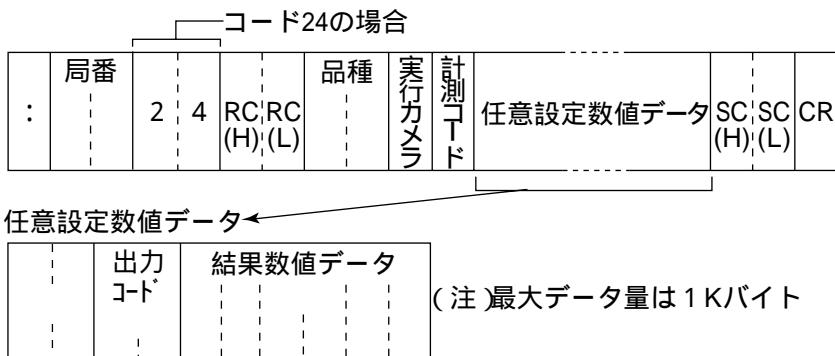 コード24の場合
: 局番 2 4 RC(H) RC(L) 品種 実行カメラ 計測コード 任意設定数値データ SC(H) SC(L) CR
任意設定数値データ
出力コード 結果数値データ
(注)最大データ量は1Kバイト